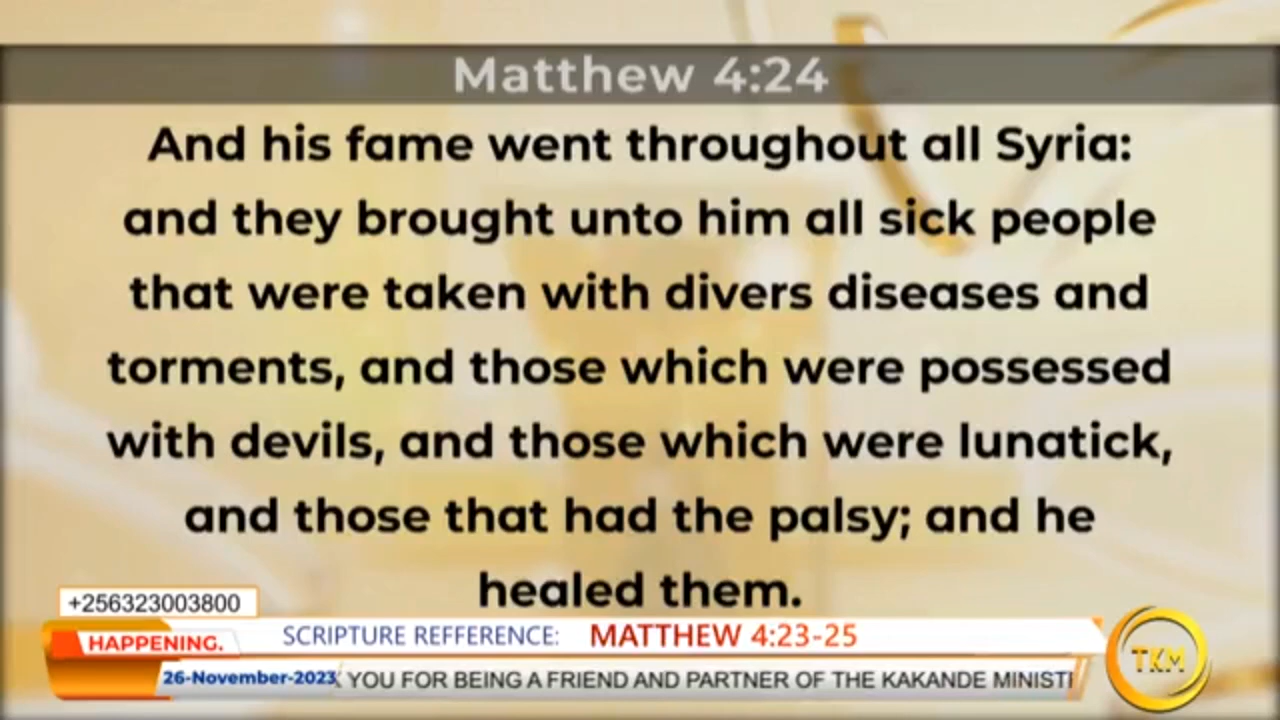 Matthew 4:24
And his fame went throughout all Syria:
and they brought unto him all sick people
that were taken with divers diseases and
torments, and those which were possessed
with devils, and those which were lunatick,
and those that had the palsy; and he
healed them.
+256323003800
HAPPENING. SCRIPTURE REFFERENCE: MATTHEW 4:23-25
26-November-2023 YOU FOR BEING A FRIEND AND PARTNER OF THE KAKANDE
TKM